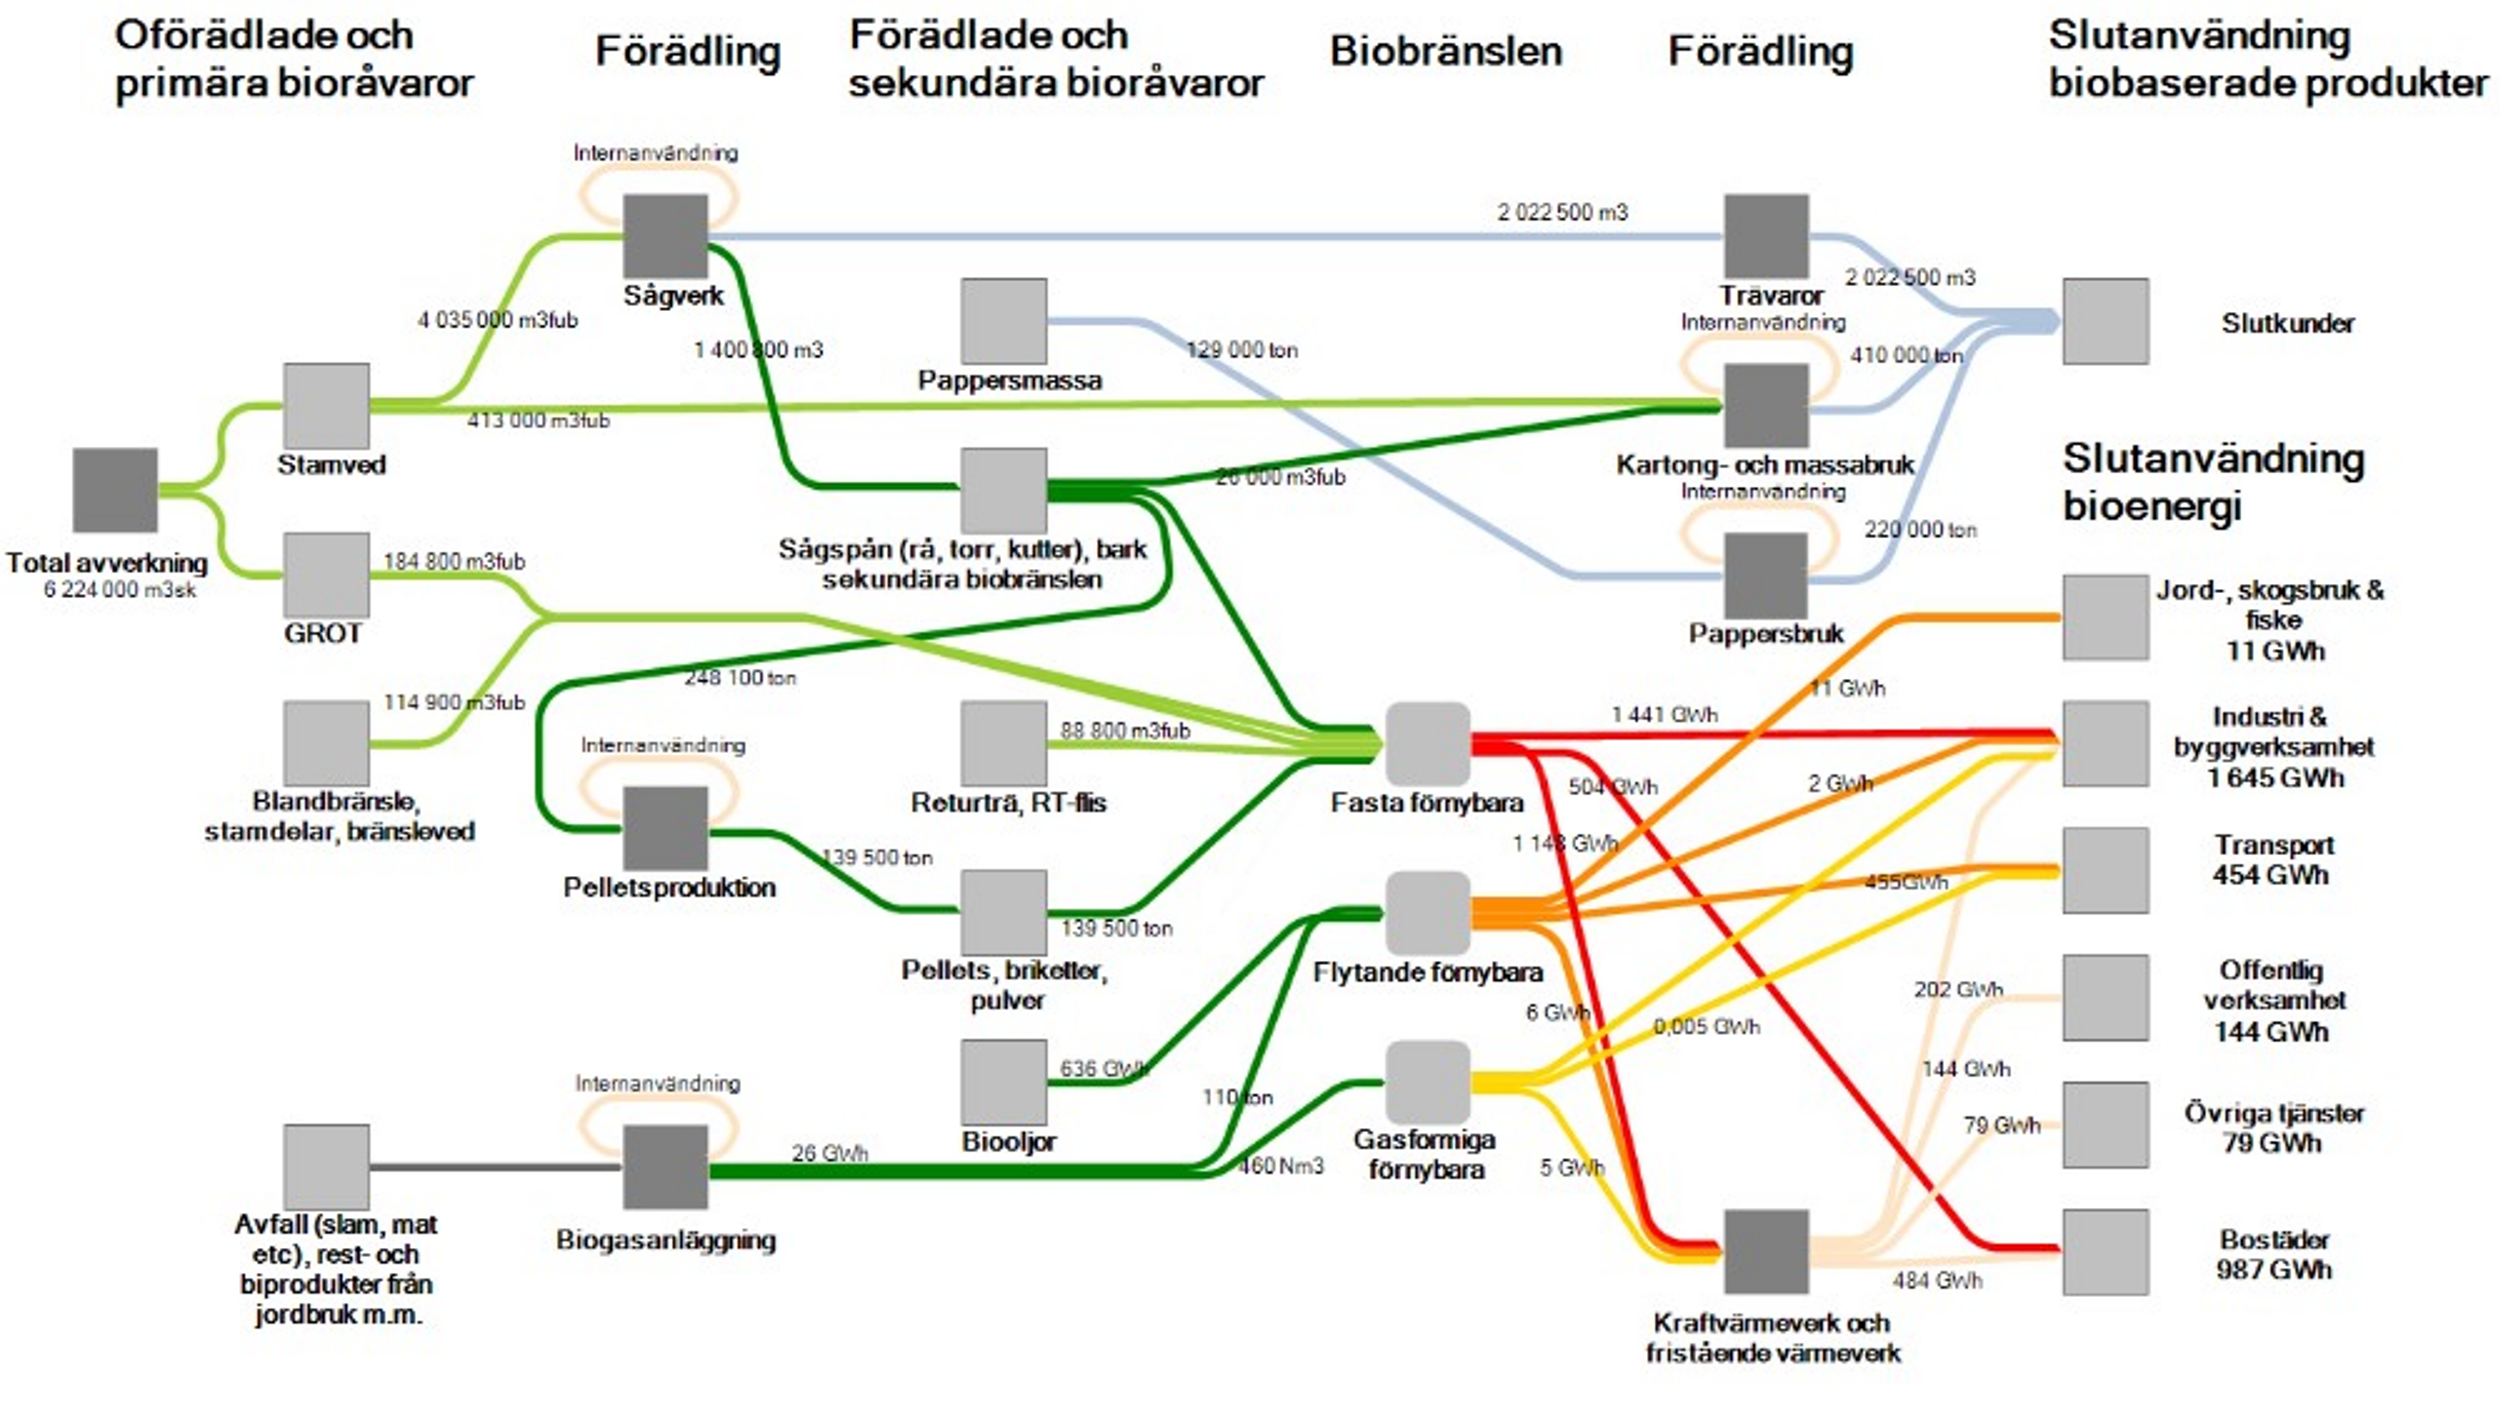 Oförädlade och
primära bioråvaror
Förädling
Förädlade och
sekundära bioråvaror
Biobränslen
Förädling
Slutanvändning
biobaserade produkter
Internanvändning
Sågverk
4 035 000 m3fub
1 400 800 m3
2 022 500 m3
Trävaror
2 022 500 m3
Slutkunder
Pappersmassa
129 000 ton
Internanvändning
410 000 ton
Kartong- och massabruk
Stamved
413 000 m3fub
26 000 m3fub
Internanvändning
220 000 ton
Pappersbruk
Total avverkning
6 224 000 m3sk
Sågspån (rå, torr, kutter), bark
sekundära biobränslen
184 800 m3fub
GROT
248 100 ton
114 900 m3fub
Blandbränsle,
stamdelar, bränsleved
Internanvändning
Pelletsproduktion
139 500 ton
88 800 m3fub
Returträ, RT-flis
139 500 ton
Pellets, briketter,
pulver
636 GWh
Biooljor
Avfall (slam, mat
etc), rest- och
biprodukter från
jordbruk m.m.
Internanvändning
Biogasanläggning
26 GWh
110 ton
460 Nm3
Fasta förnybara
Flytande förnybara
Gasformiga
förnybara
1 441 GWh
504 GWh
1 148 GWh
11 GWh
2 GWh
455GWh
6 GWh
0,005 GWh
5 GWh
202 GWh
144 GWh
79 GWh
484 GWh
Kraftvärmeverk och
fristående värmeverk
Slutanvändning
bioenergi
Jord-, skogsbruk &
fiske
11 GWh
Industri &
byggverksamhet
1 645 GWh
Transport
454 GWh
Offentlig
verksamhet
144 GWh
Övriga tjänster
79 GWh
Bostäder
987 GWh